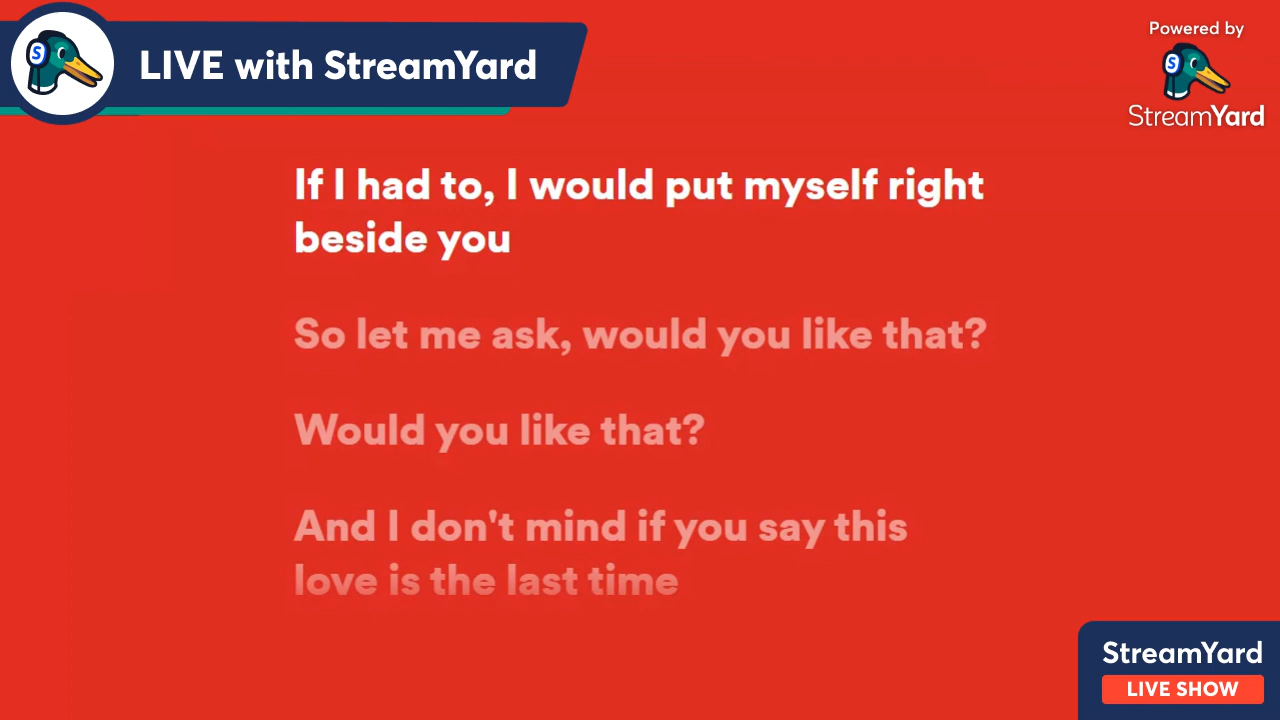 S
LIVE with StreamYard
Powered by
S
StreamYard
If I had to, I would put myself right
beside you
So let me ask, would you like that?
Would you like that?
And I don't mind if you say this
love is the last time
StreamYard
LIVE SHOW